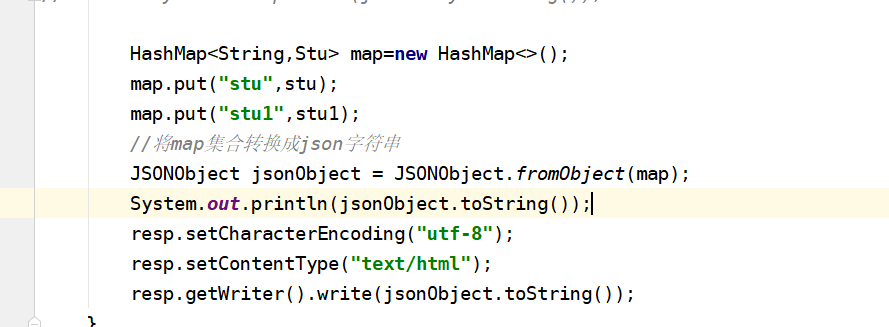 HashMap<String,Stu> map=new HashMap<>();
map.put("stu",stu);
map.put("stu1",stu1);
//将map集合转换成json字符串
JSONObject jsonObject = JSONObject.fromObject(map);
System.out.println(jsonObject.toString());
resp.setCharacterEncoding("utf-8");
resp.setContentType("text/html");
resp.getWriter().write(jsonObject.toString());
}